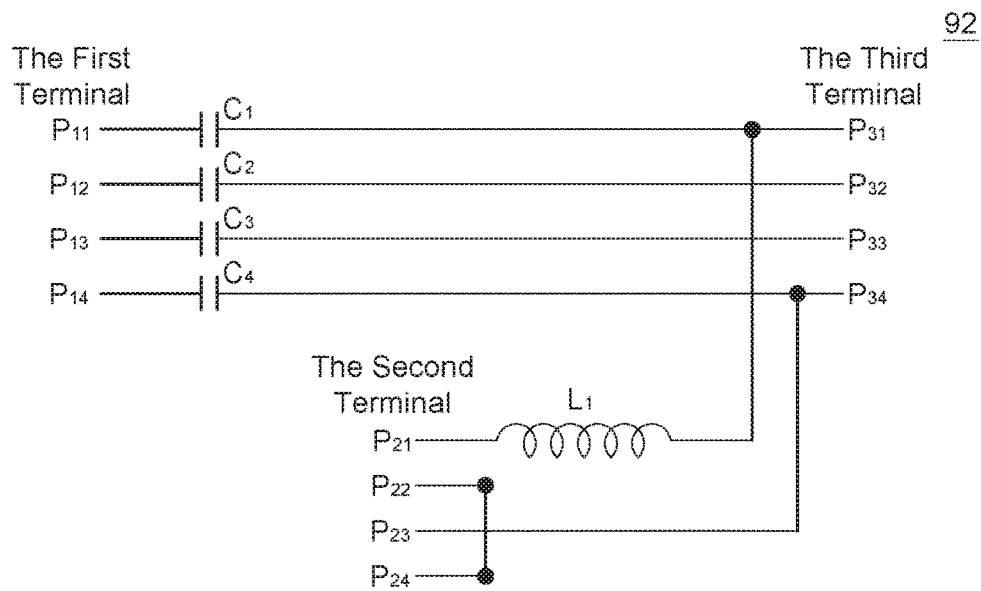 92
The First
Terminal
The Third
Terminal
P11 C1 P31
P12 C2 P32
P13 C3 P33
P14 C4 P34
The Second
Terminal
L1
P21
P22
P23
P24